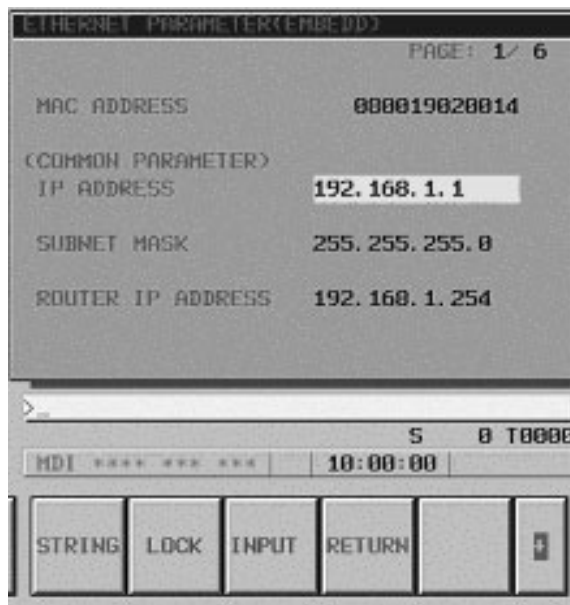 ETHERNET PARAMETER(EMBEDD)
PAGE: 1/ 6
MAC ADDRESS 080019020014
(COMMON PARAMETER)
IP ADDRESS 192.168.1.1
SUBNET MASK 255.255.255.0
ROUTER IP ADDRESS 192.168.1.254
>_
S 0 T0000
MDI **** *** *** 10:00:00
STRING LOCK INPUT RETURN +